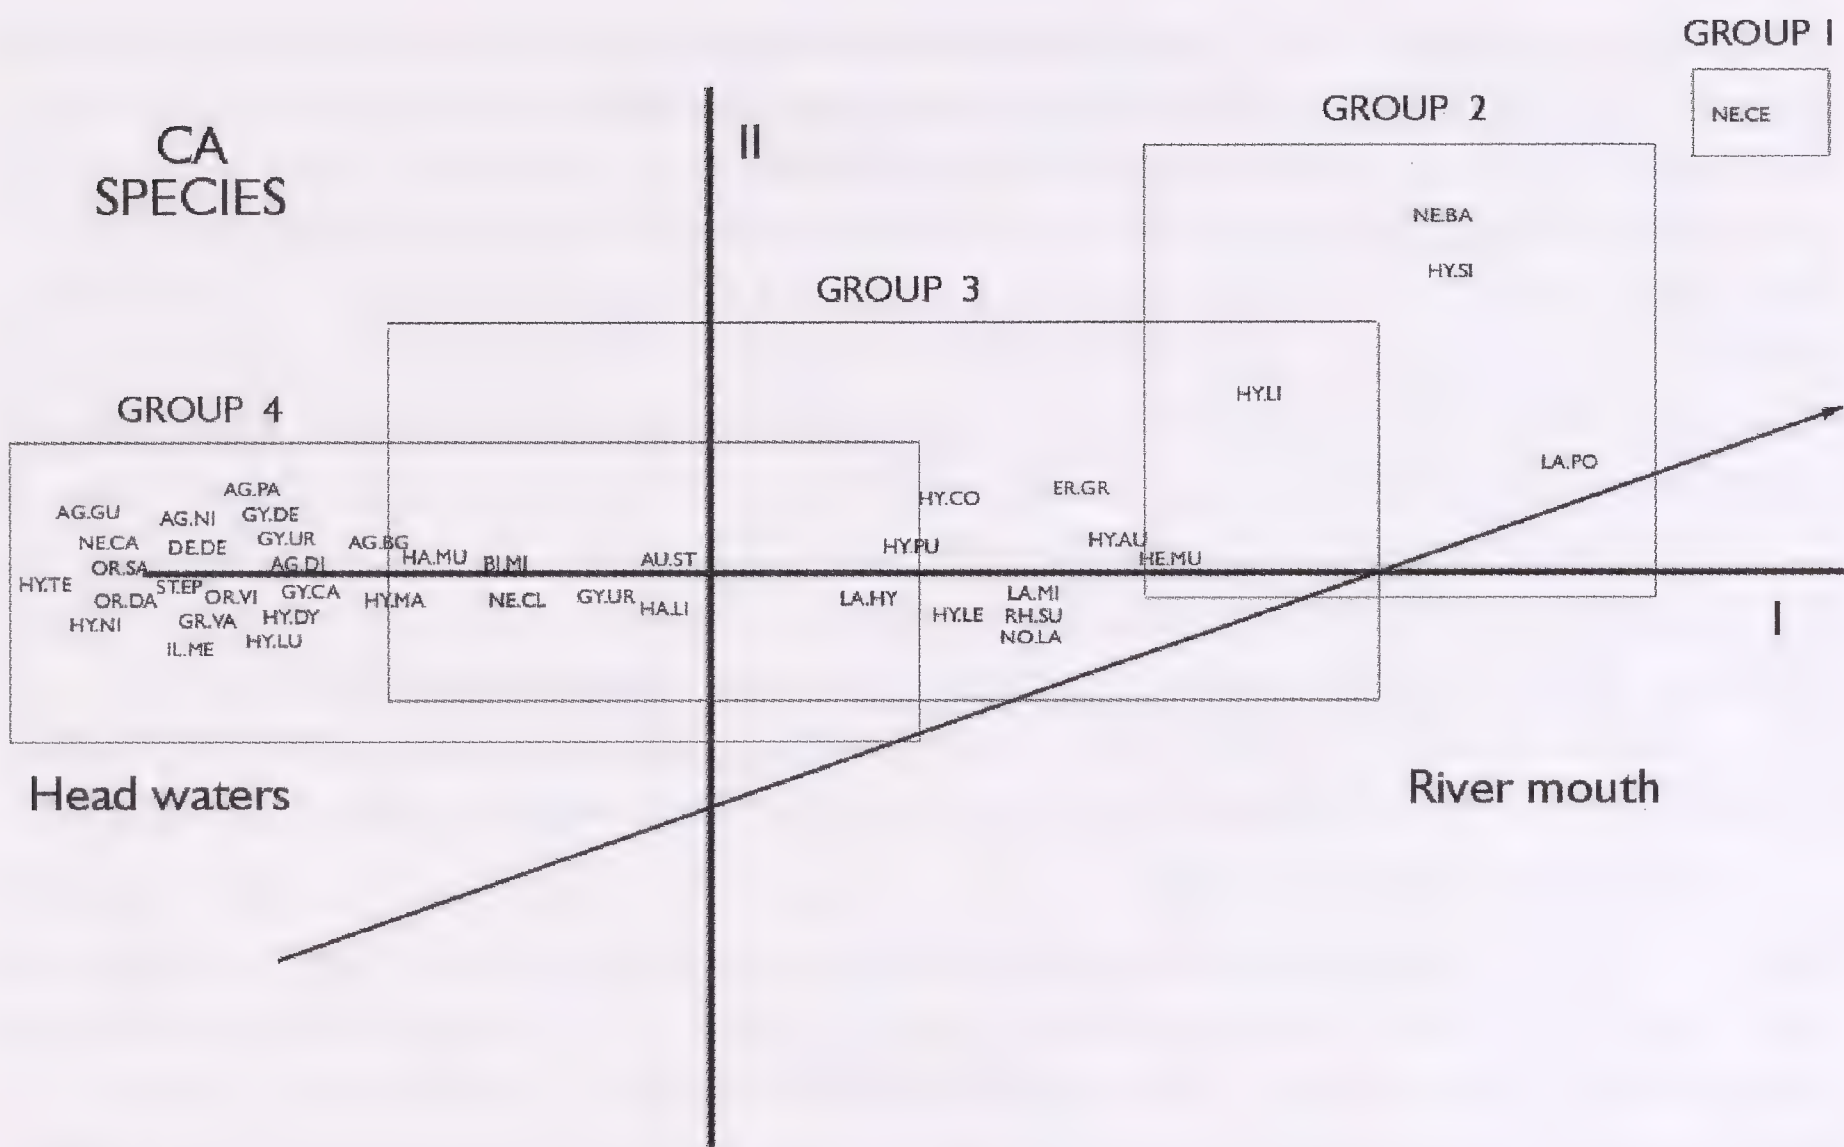 GROUP 1
NE.CE
GROUP 2
CA
SPECIES
II
NE.BA
HY.SI
GROUP 3
HY.LI
GROUP 4
LA.PO
AG.PA
ER.GR
HY.CO
AG.GU
AG.NI
GY.DE
NE.CA
DE.DE
GY.UR
AG.BG
HY.PU
HY.AU
OR.SA
AG.DI
HA.MU
BI.MI
AU.ST
HE.MU
HY.TE
ST.EP
OR.DA
OR.VI
GY.CA
HY.MA
NE.CL
GY.UR
HA.LI
LA.HY
LA.MI
HY.NI
GR.VA
HY.DY
HY.LE
RH.SU
IL.ME
HY.LU
NO.LA
I
Head waters
River mouth